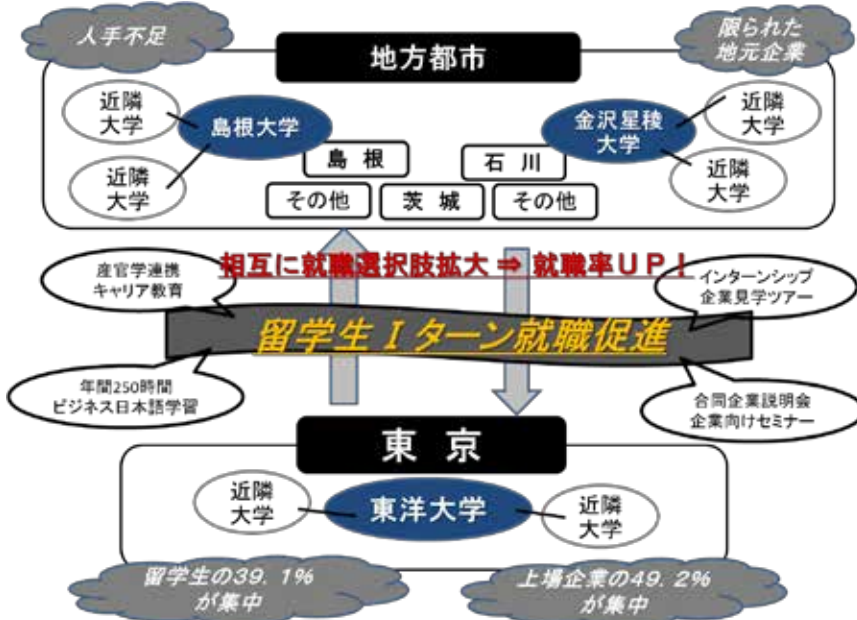 人手不足
地方都市
限られた
地元企業
近隣
大学
島根大学
近隣
大学
金沢星稜
大学
近隣
大学
近隣
大学
島 根
石 川
その他
茨 城
その他
相互に就職選択肢拡大 ⇒ 就職率UP!
産官学連携
キャリア教育
インターンシップ
企業見学ツアー
留学生Iターン就職促進
年間250時間
ビジネス日本語学習
合同企業説明会
企業向けセミナー
東 京
近隣
大学
東洋大学
近隣
大学
留学生の39.1%
が集中
上場企業の49.2%
が集中